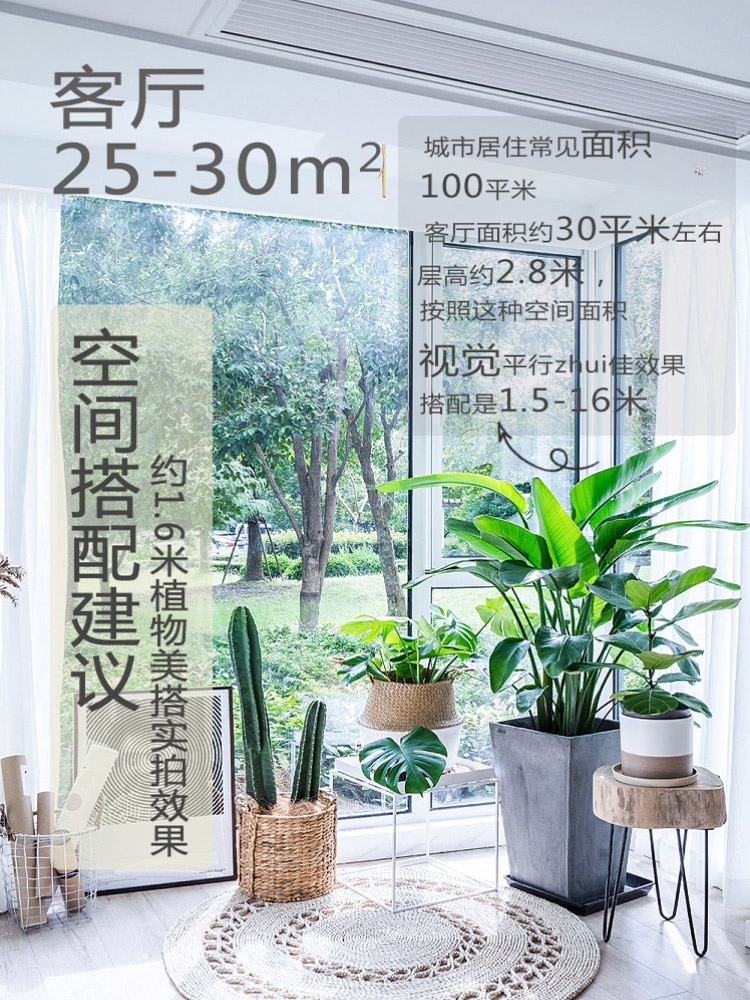 客厅
25-30m²
城市居住常见面积
100平米
客厅面积约30平米左右
层高约2.8米，
按照这种空间面积
视觉平行zhui佳效果
搭配是1.5-16米
空间搭配建议
约1.6米植物美搭实拍效果